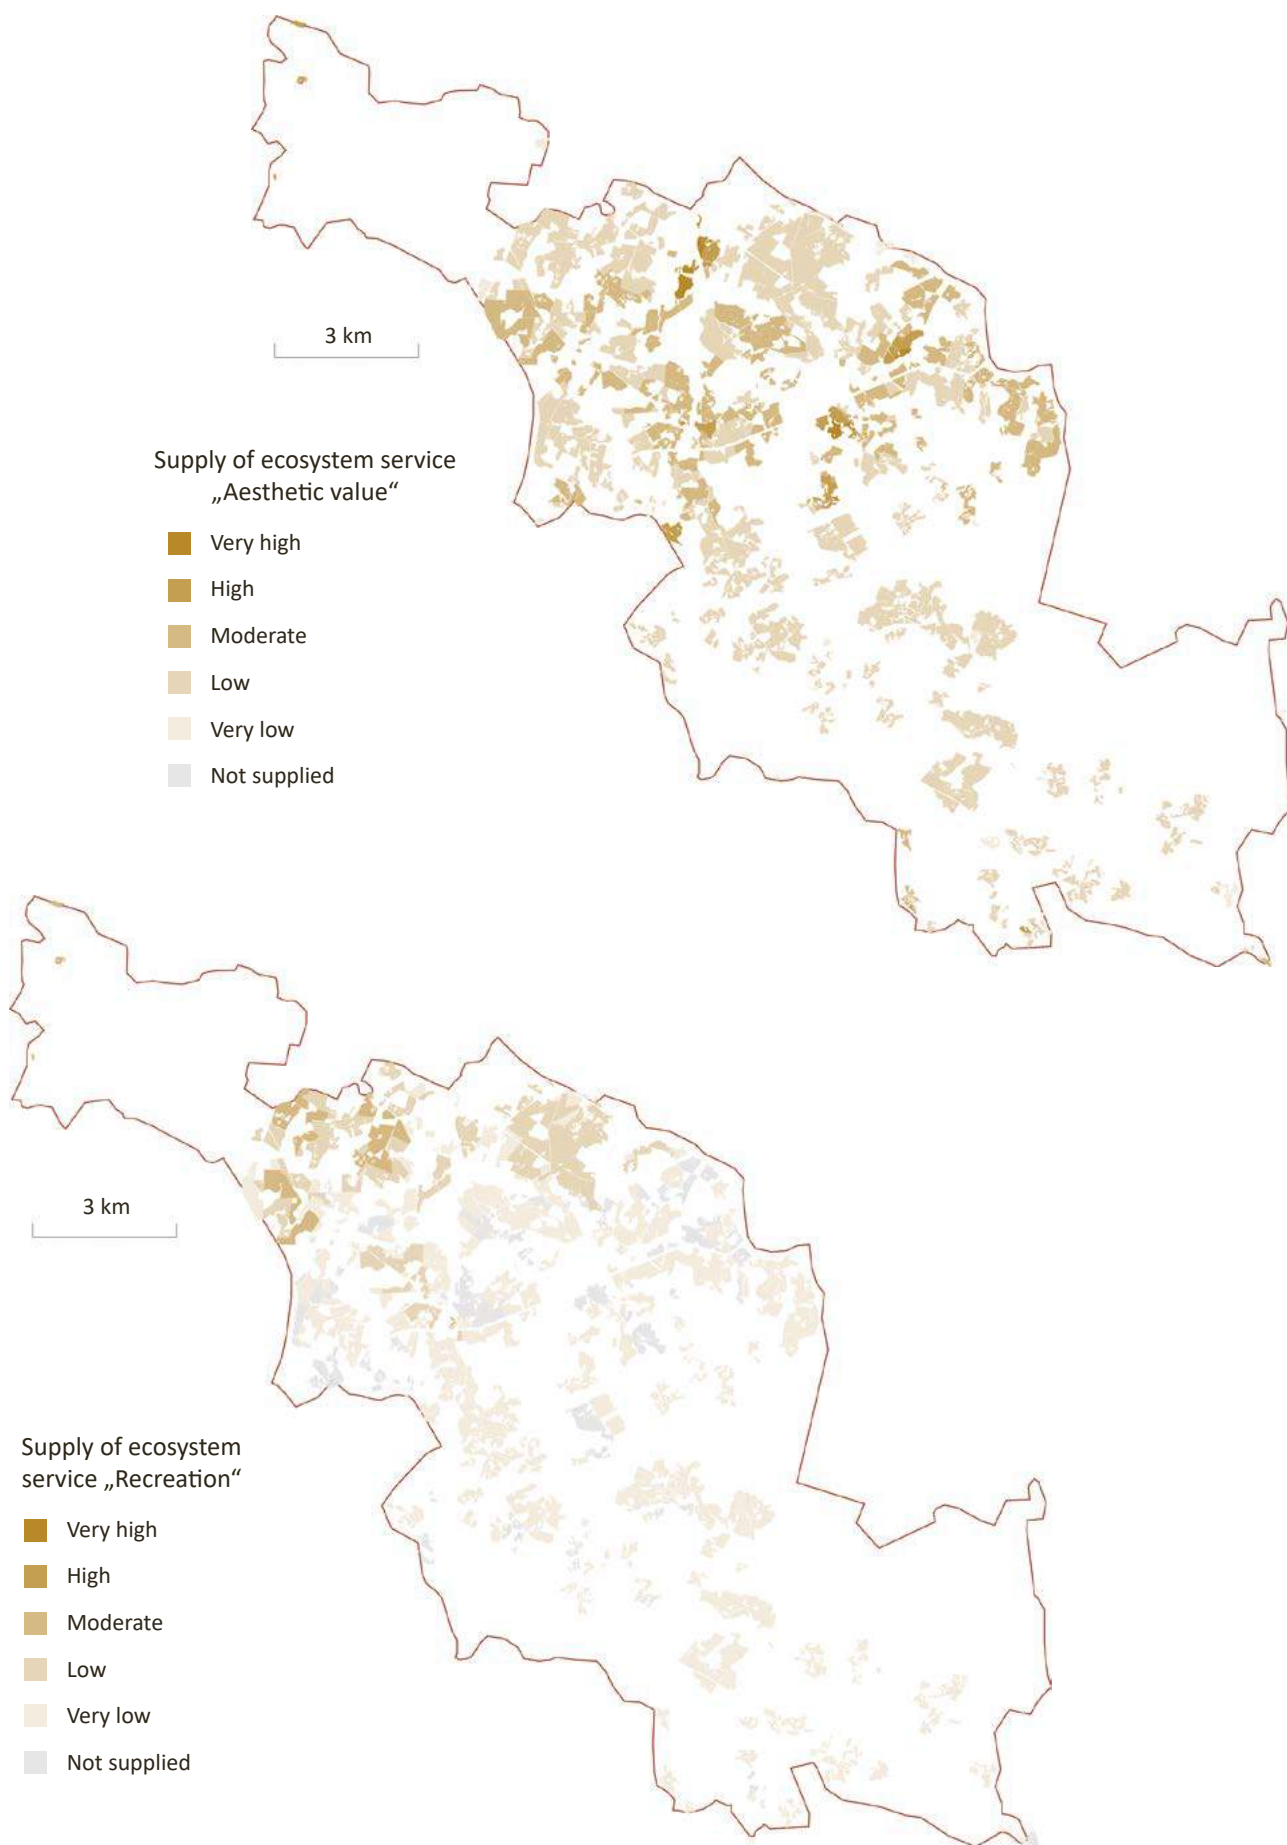 3 km
Supply of ecosystem service
„Aesthetic value“
Very high
High
Moderate
Low
Very low
Not supplied
3 km
Supply of ecosystem
service „Recreation“
Very high
High
Moderate
Low
Very low
Not supplied